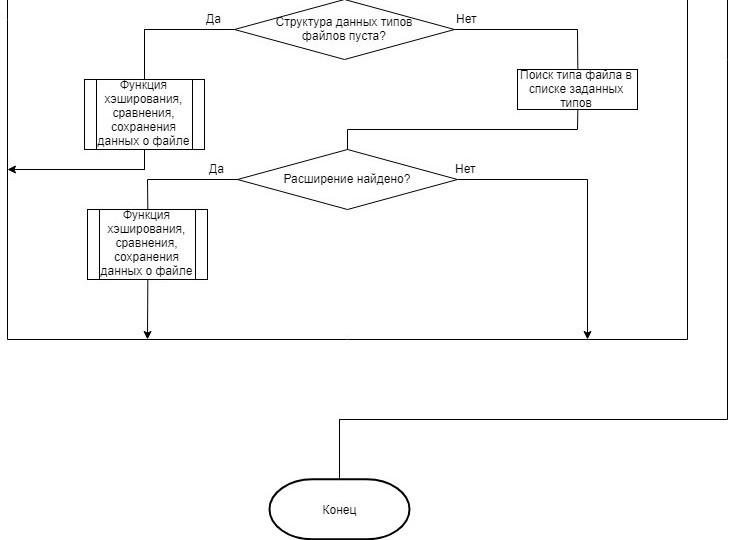 Да
Структура данных типов
файлов пуста?
Нет
Функция
хэширования,
сравнения,
сохранения
данных о файле
Поиск типа файла в
списке заданных
типов
Да
Расширение найдено?
Нет
Функция
хэширования,
сравнения,
сохранения
данных о файле
Конец